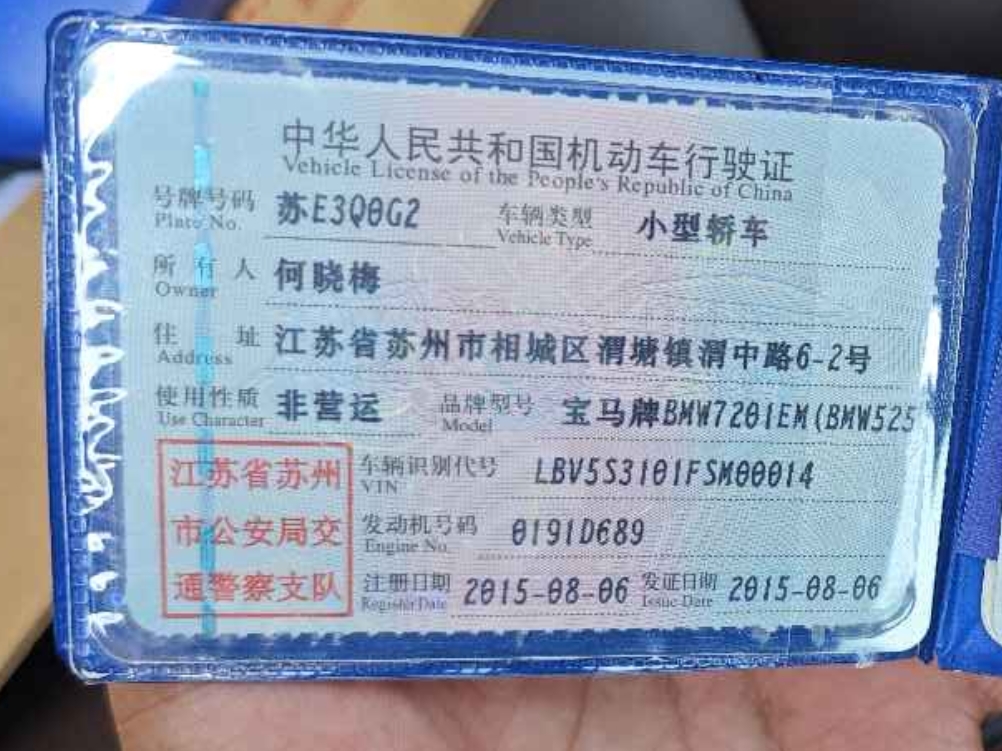 中华人民共和国机动车行驶证
Vehicle License of the People's Republic of China
号牌号码 苏E3Q0G2 车辆类型 小型轿车
Plate No. Vehicle Type
所有人 何晓梅
Owner
住址 江苏省苏州市相城区渭塘镇渭中路6-2号
Address
使用性质 非营运 品牌型号 宝马牌BMW7201EM(BMW525
Use Character Model
江苏省苏州
市公安局交
通警察支队
车辆识别代号 LBV5S3101FSM00014
VIN
发动机号码 0191D689
Engine No.
注册日期 2015-08-06 发证日期 2015-08-06
Register Date Issue Date